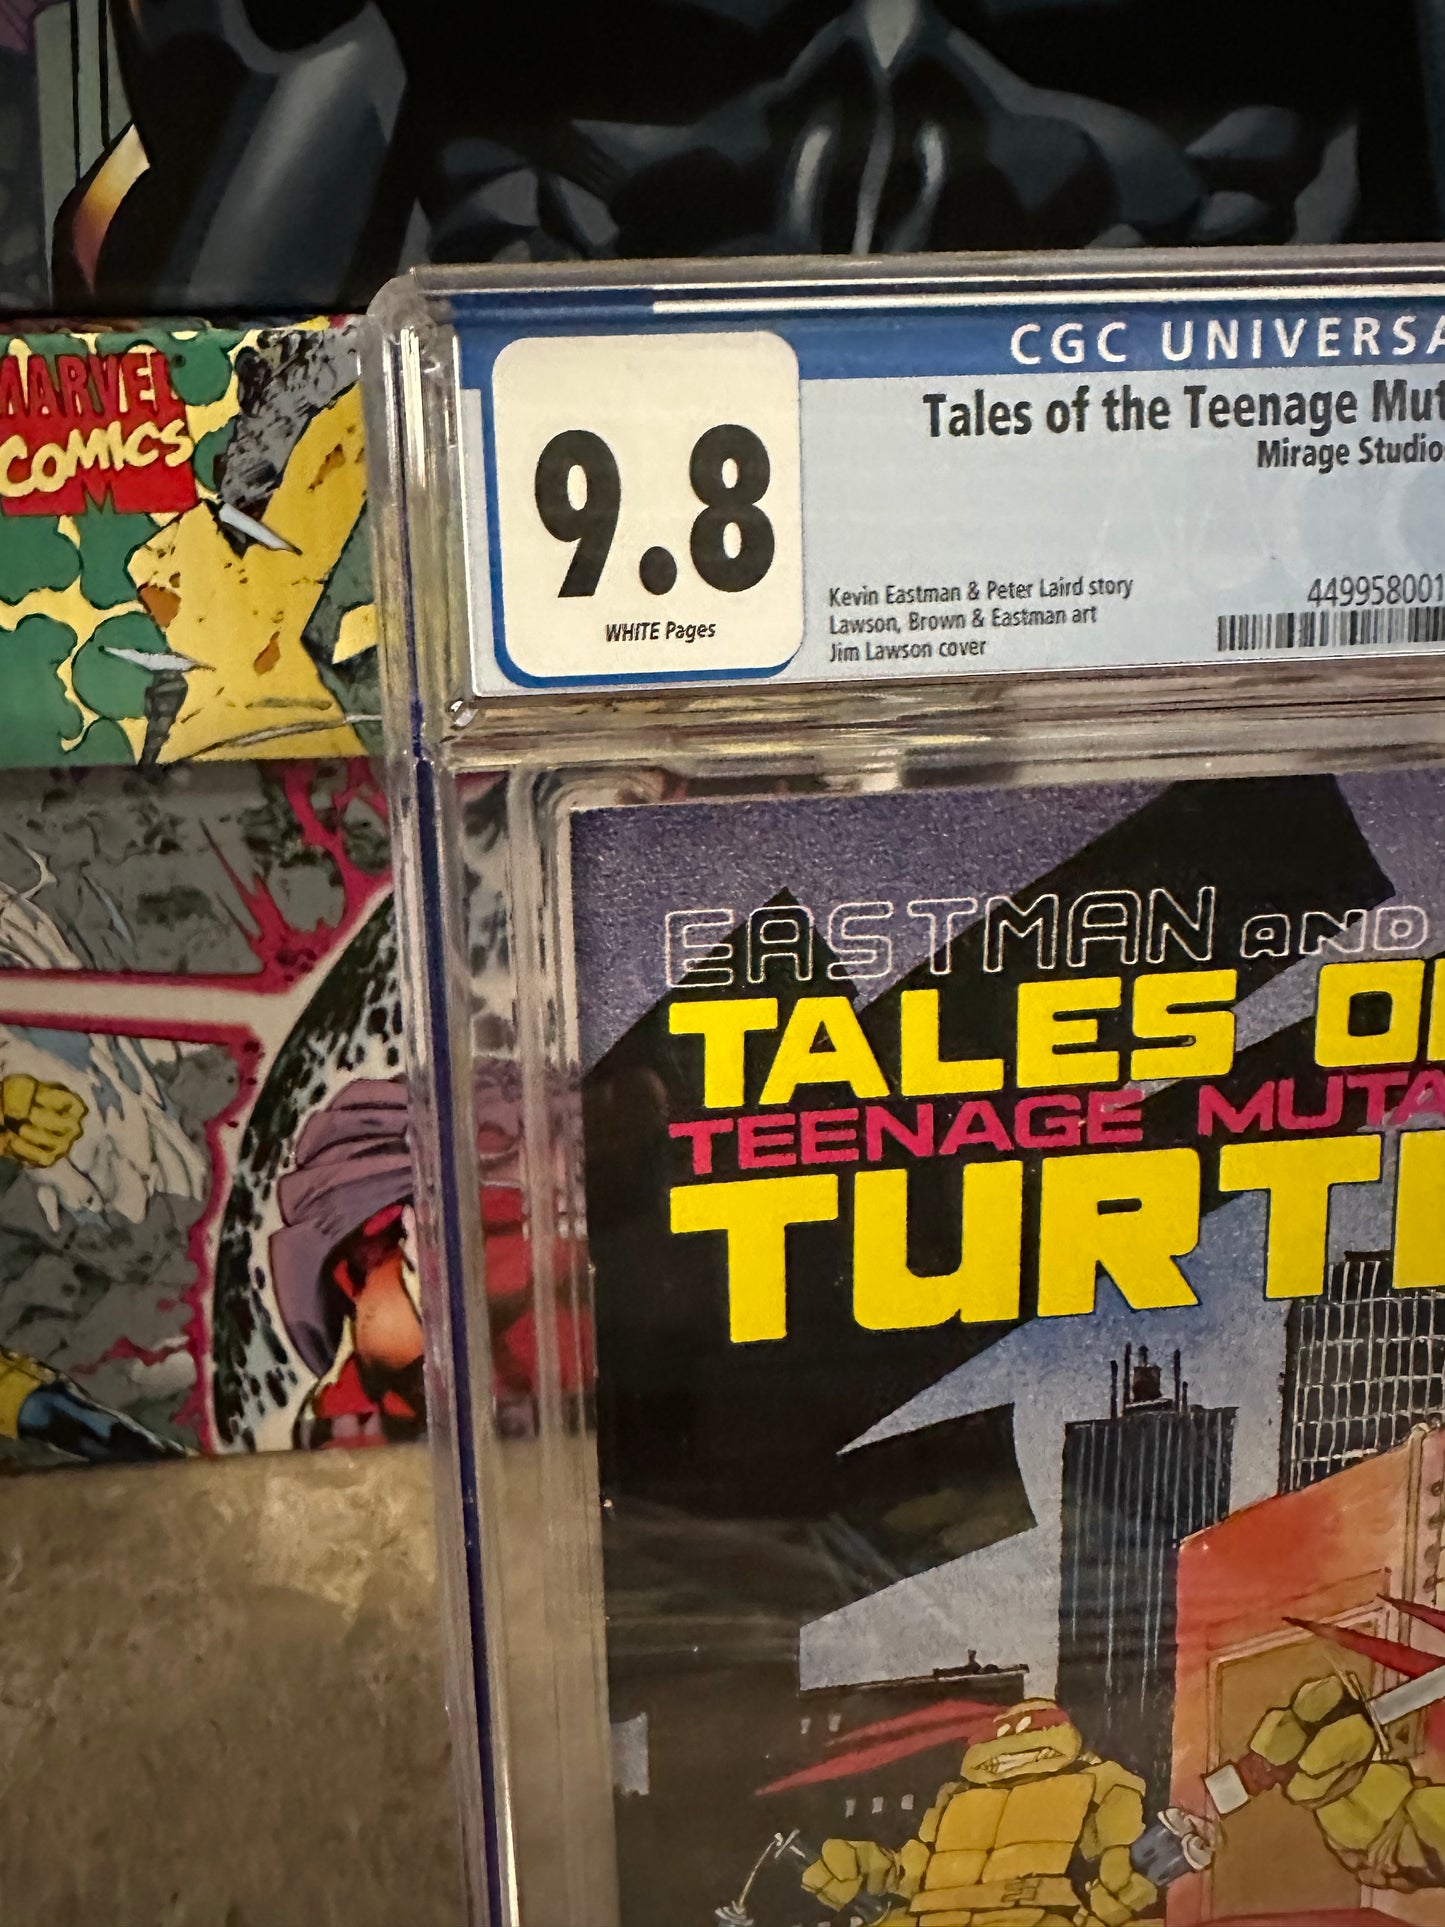 MARVEL
COMICS
CGC UNIVERSA
9.8
WHITE Pages
Tales of the Teenage Mut
Mirage Studio
Kevin Eastman & Peter Laird story
Lawson, Brown & Eastman art
Jim Lawson cover
449958001
EASTMAN AND
TALES O
TEENAGE MUTA
TURT